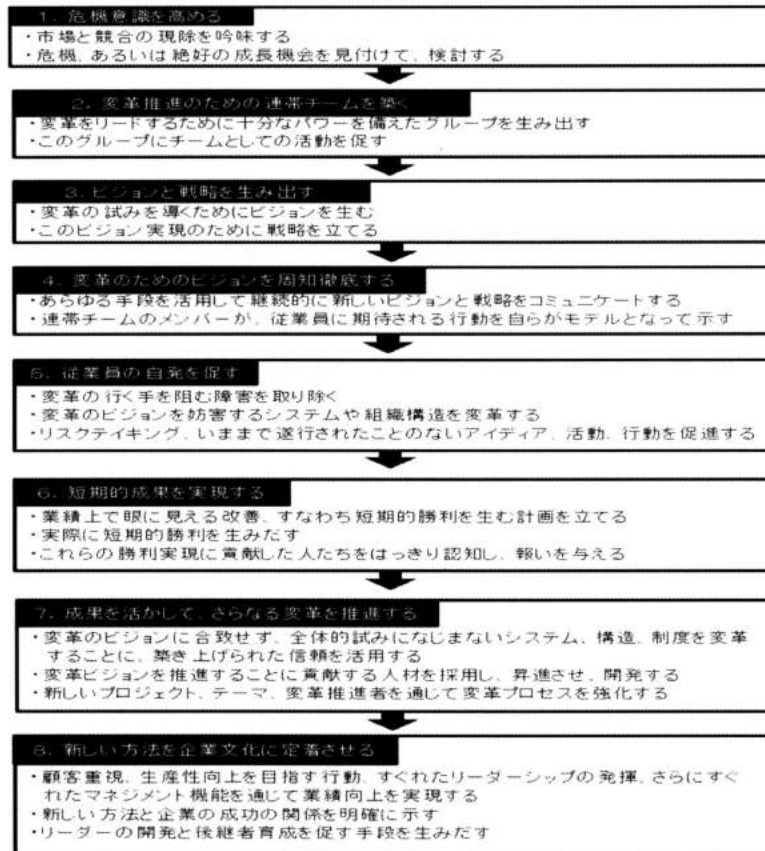 1. 危機意識を高める
・市場と競合の現除を吟味する
・危機、あるいは絶好の成長機会を見付けて、検討する
2. 変革推進のための連帯チームを築く
・変革をリードするために十分なパワーを備えたグループを生み出す
・このグループにチームとしての活動を促す
3. ビジョンと戦略を生み出す
・変革の試みを導くためにビジョンを生む
・このビジョン実現のために戦略を立てる
4. 変革のためのビジョンを周知徹底する
・あらゆる手段を活用して継続的に新しいビジョンと戦略をコミュニケートする
・連帯チームのメンバーが、従業員に期待される行動を自らがモデルとなって示す
5. 従業員の自発を促す
・変革の行く手を阻む障害を取り除く
・変革のビジョンを妨害するシステムや組織構造を変革する
・リスクテイキング、いままで遂行されたことのないアイディア、活動、行動を促進する
6. 短期的成果を実現する
・業績上で眼に見える改善、すなわち短期的勝利を生む計画を立てる
・実際に短期的勝利を生みだす
・これらの勝利実現に貢献した人たちをはっきり認知し、報いを与える
7. 成果を活かして、さらなる変革を推進する
・変革のビジョンに合致せず、全体的試みになじまないシステム、構造、制度を変革
することに、築き上げられた信頼を活用する
・変革ビジョンを推進することに貢献する人材を採用し、昇進させ、開発する
・新しいプロジェクト、テーマ、変革推進者を通じて変革プロセスを強化する
8. 新しい方法を企業文化に定着させる
・顧客重視、生産性向上を目指す行動、すぐれたリーダーシップの発揮、さらにすぐ
れたマネジメント機能を通じて業績向上を実現する
・新しい方法と企業の成功の関係を明確に示す
・リーダーの開発と後継者育成を促す手段を生みだす